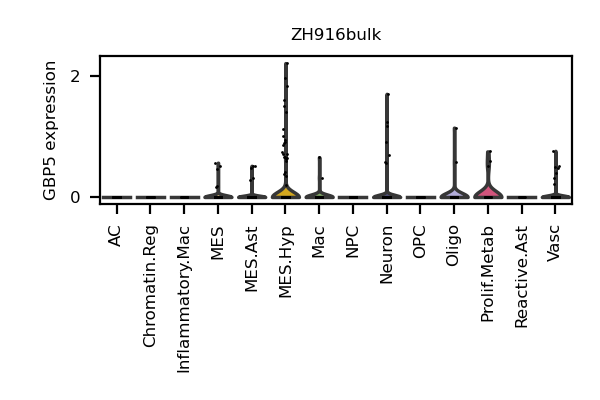 ZH916bulk
GBP5 expression
2
0
AC
Chromatin.Reg
Inflammatory.Mac
MES
MES.Ast
MES.Hyp
Mac
NPC
Neuron
OPC
Oligo
Prolif.Metab
Reactive.Ast
Vasc